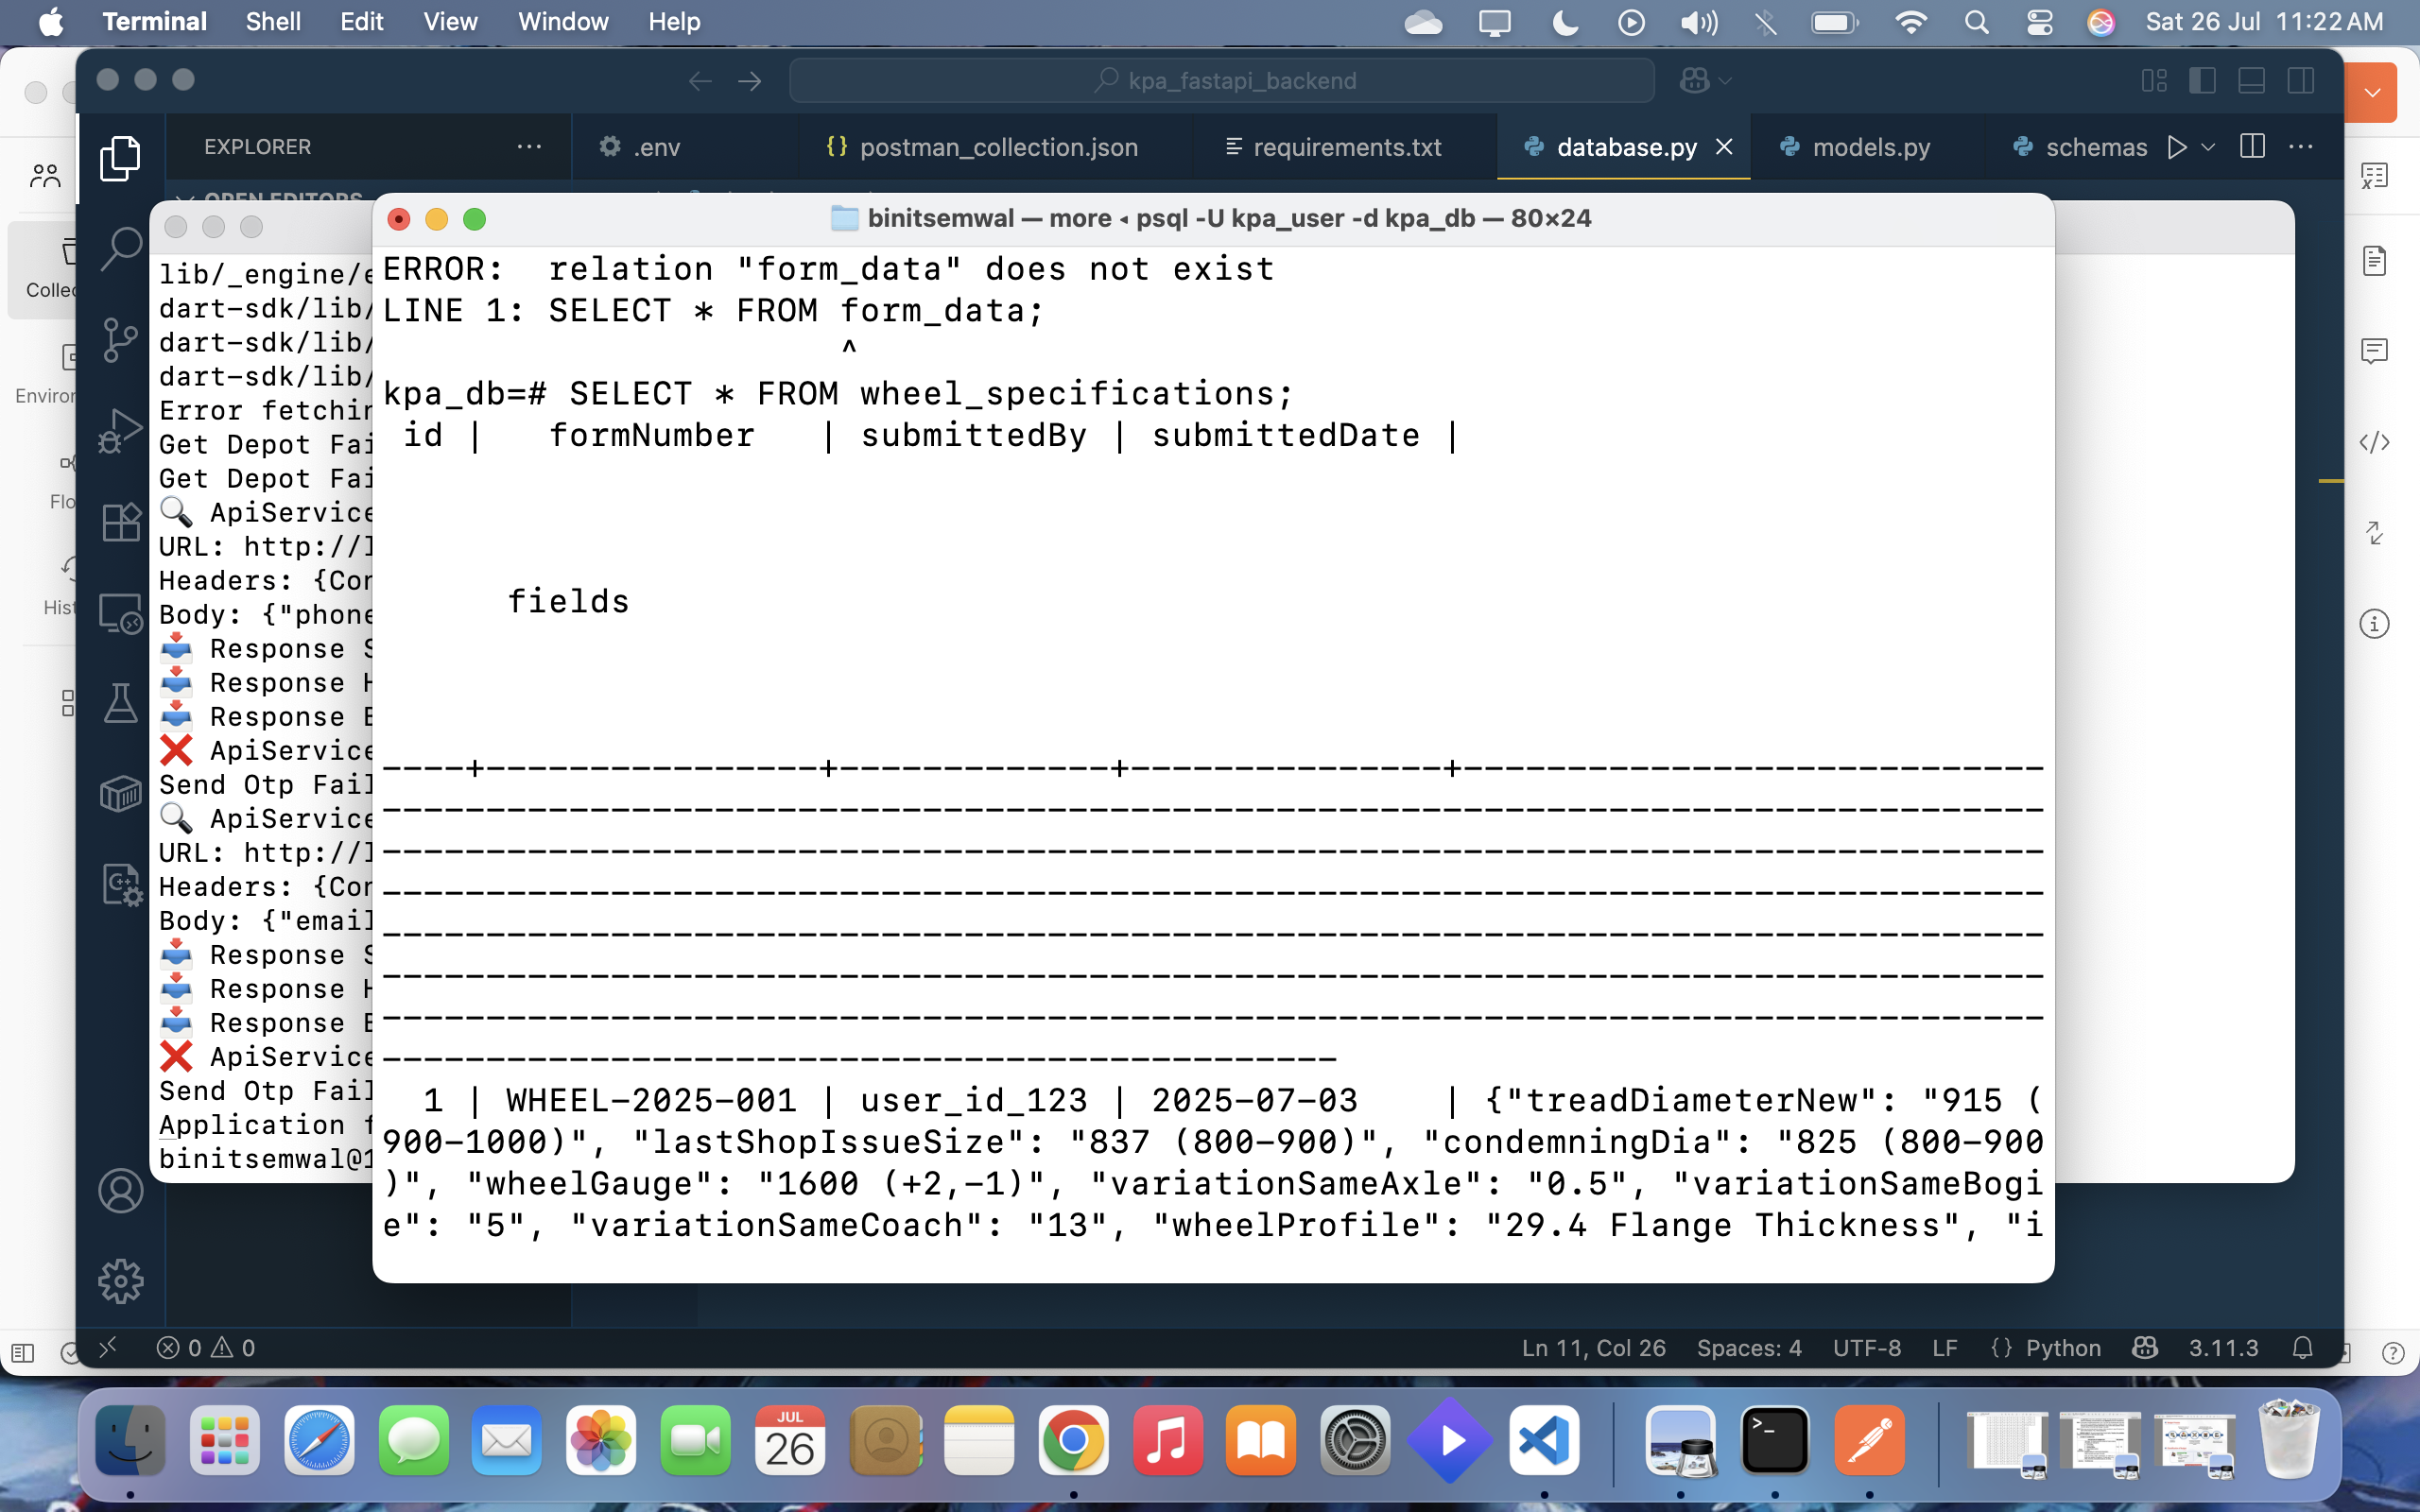 Terminal Shell Edit View Window Help Sat 26 Jul 11:22 AM
kpa_fastapi_backend
EXPLORER
.env
{} postman_collection.json
requirements.txt
database.py
models.py
schemas
OPEN EDITORS
binitsemwal — more ◂ psql -U kpa_user -d kpa_db — 80×24
ERROR:  relation "form_data" does not exist
LINE 1: SELECT * FROM form_data;
^
kpa_db=# SELECT * FROM wheel_specifications;
id |   formNumber   | submittedBy | submittedDate |
fields
----+----------------+-------------+---------------+----------------------------
--------------------------------------------------------------------------------
--------------------------------------------------------------------------------
--------------------------------------------------------------------------------
--------------------------------------------------------------------------------
--------------------------------------------------------------------------------
--------------------------------------------------------------------------------
----------------------------------------------
1 | WHEEL-2025-001 | user_id_123 | 2025-07-03    | {"treadDiameterNew": "915 (
900-1000)", "lastShopIssueSize": "837 (800-900)", "condemningDia": "825 (800-900
)", "wheelGauge": "1600 (+2,-1)", "variationSameAxle": "0.5", "variationSameBogi
e": "5", "variationSameCoach": "13", "wheelProfile": "29.4 Flange Thickness", "i
lib/_engine/e
dart-sdk/lib/
dart-sdk/lib/
dart-sdk/lib/
Error fetchin
Get Depot Fai
Get Depot Fai
🔍 ApiService
URL: http://l
Headers: {Con
Body: {"phone
📥 Response S
📥 Response H
📥 Response B
❌ ApiService
Send Otp Fail
🔍 ApiService
URL: http://l
Headers: {Con
Body: {"email
📥 Response S
📥 Response H
📥 Response B
❌ ApiService
Send Otp Fail
Application f
binitsemwal@1
Collec
Environ
Flo
Hist
0 0
Ln 11, Col 26 Spaces: 4 UTF-8 LF {} Python 3.11.3
JUL
26